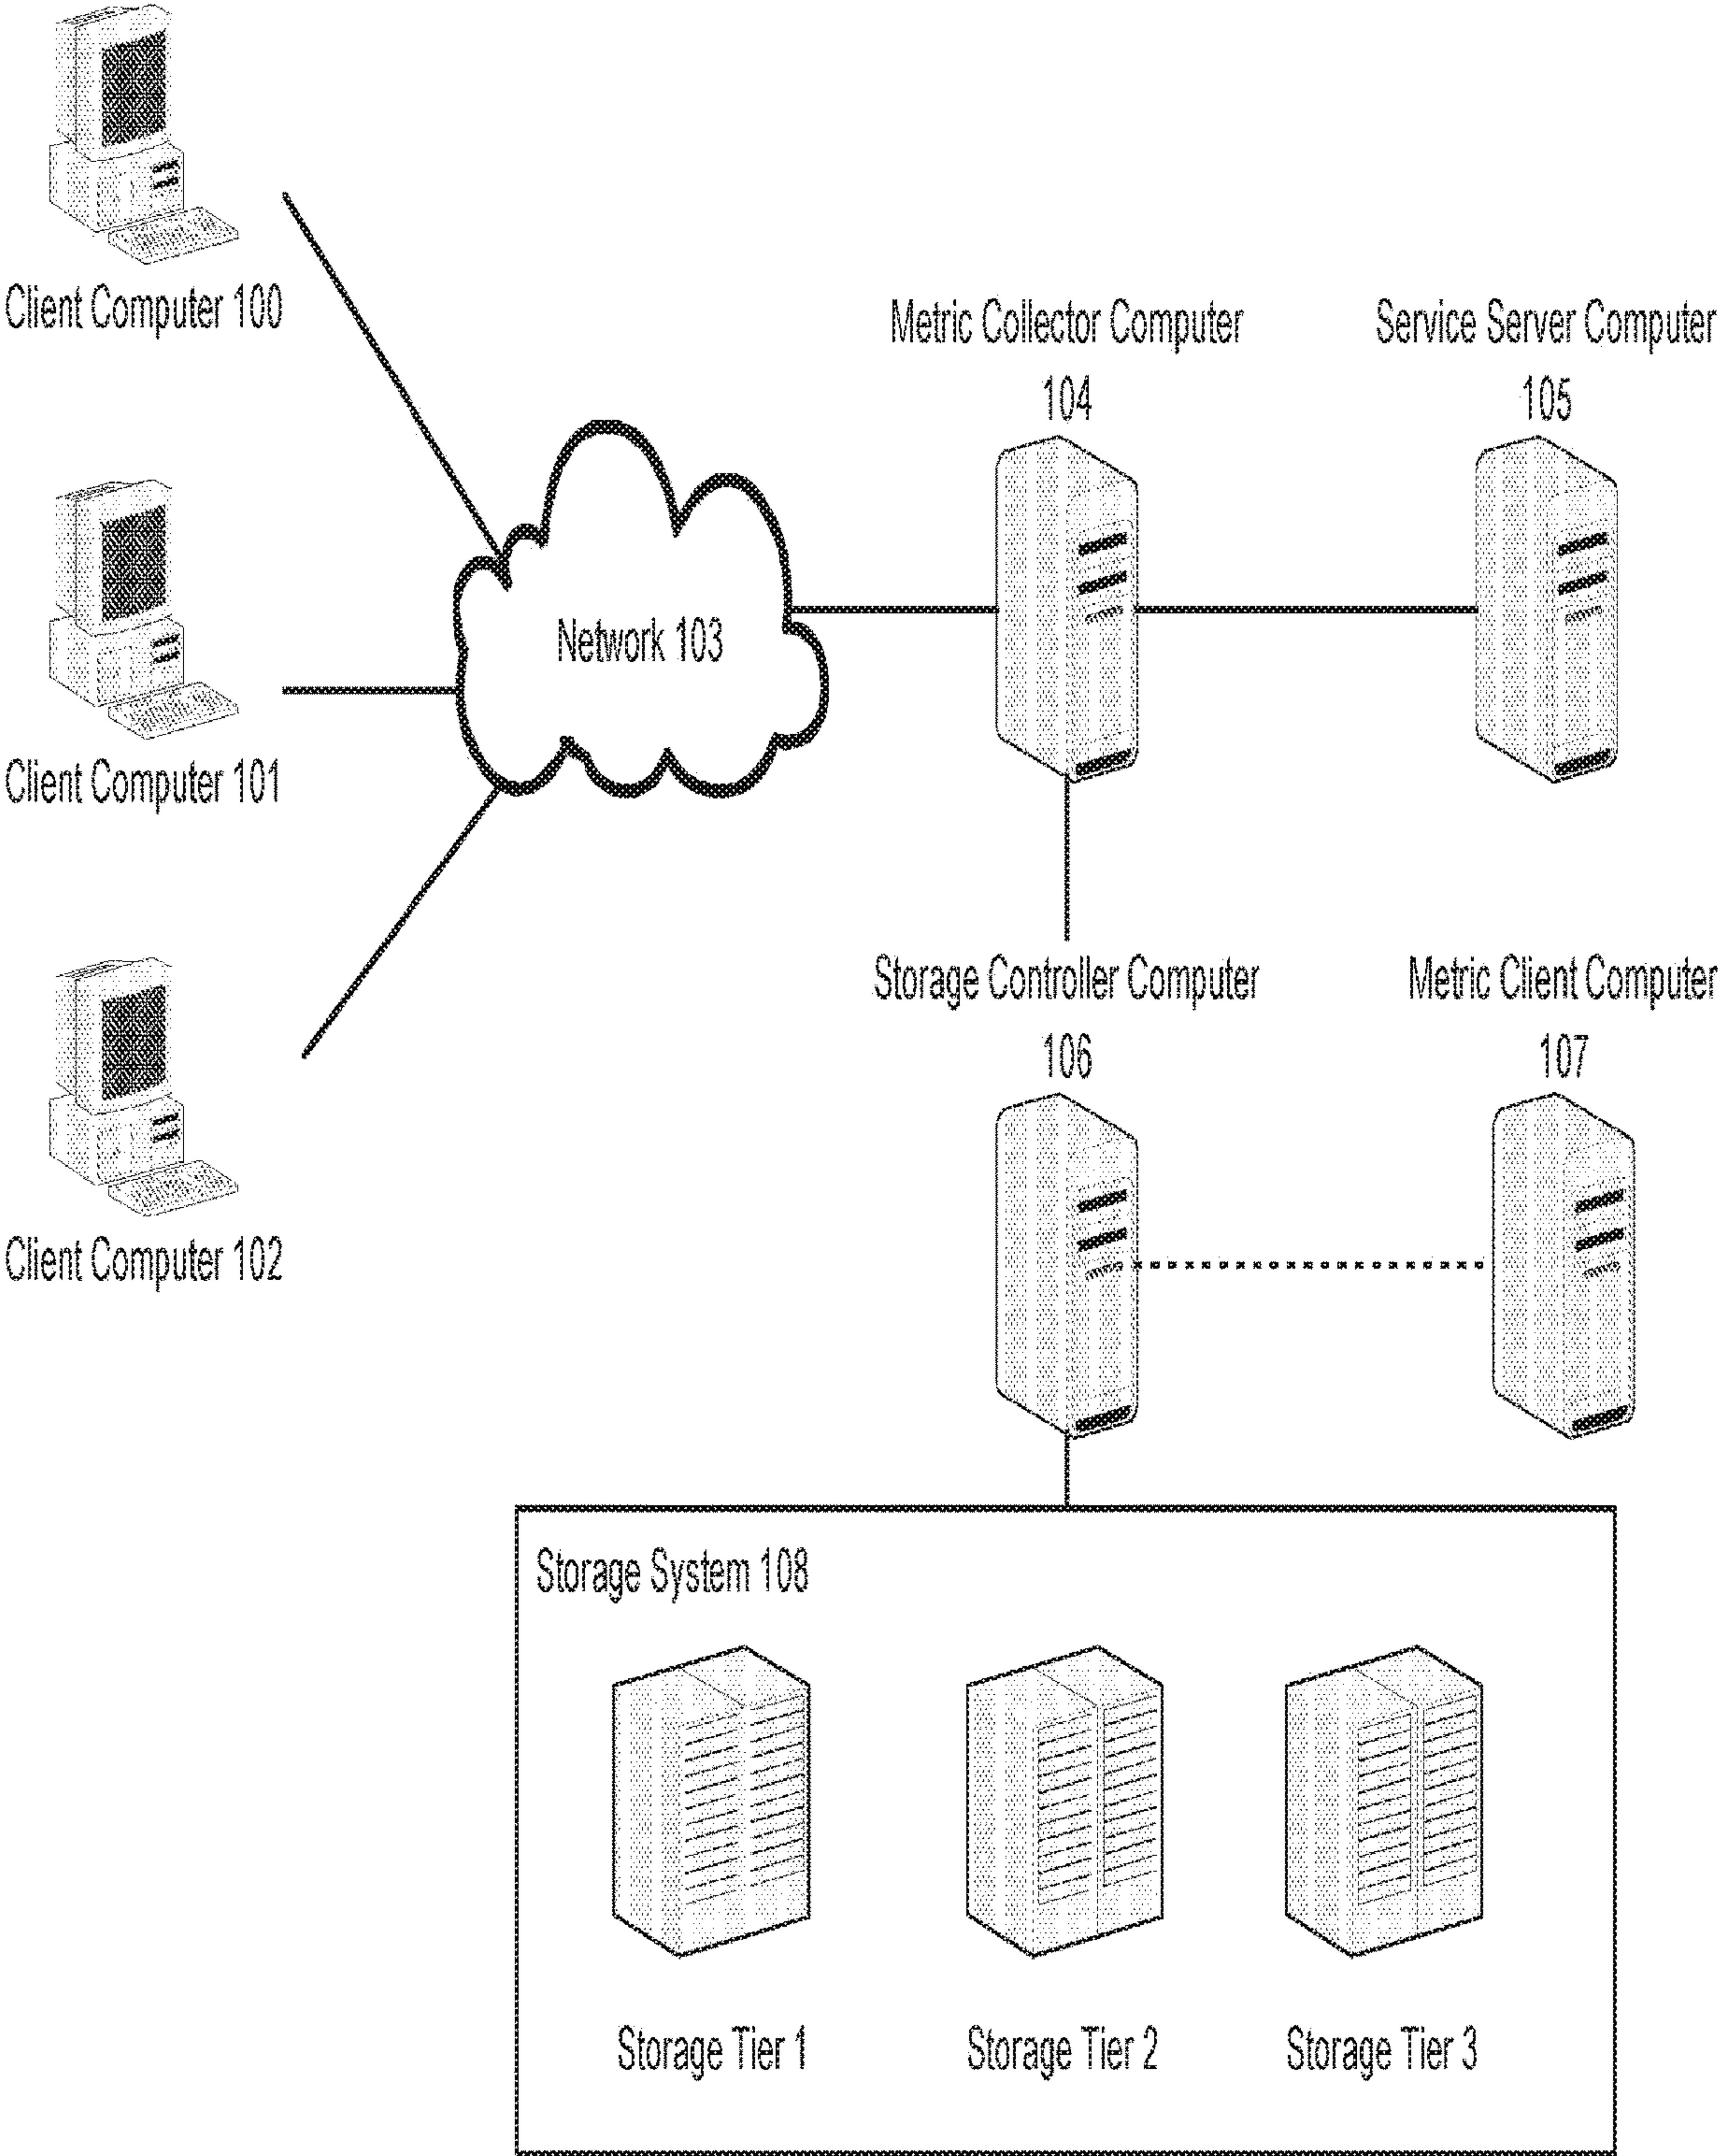 Client Computer 100
Metric Collector Computer
104
Service Server Computer
105
Network 103
Client Computer 101
Storage Controller Computer
106
Metric Client Computer
107
Client Computer 102
Storage System 108
Storage Tier 1
Storage Tier 2
Storage Tier 3